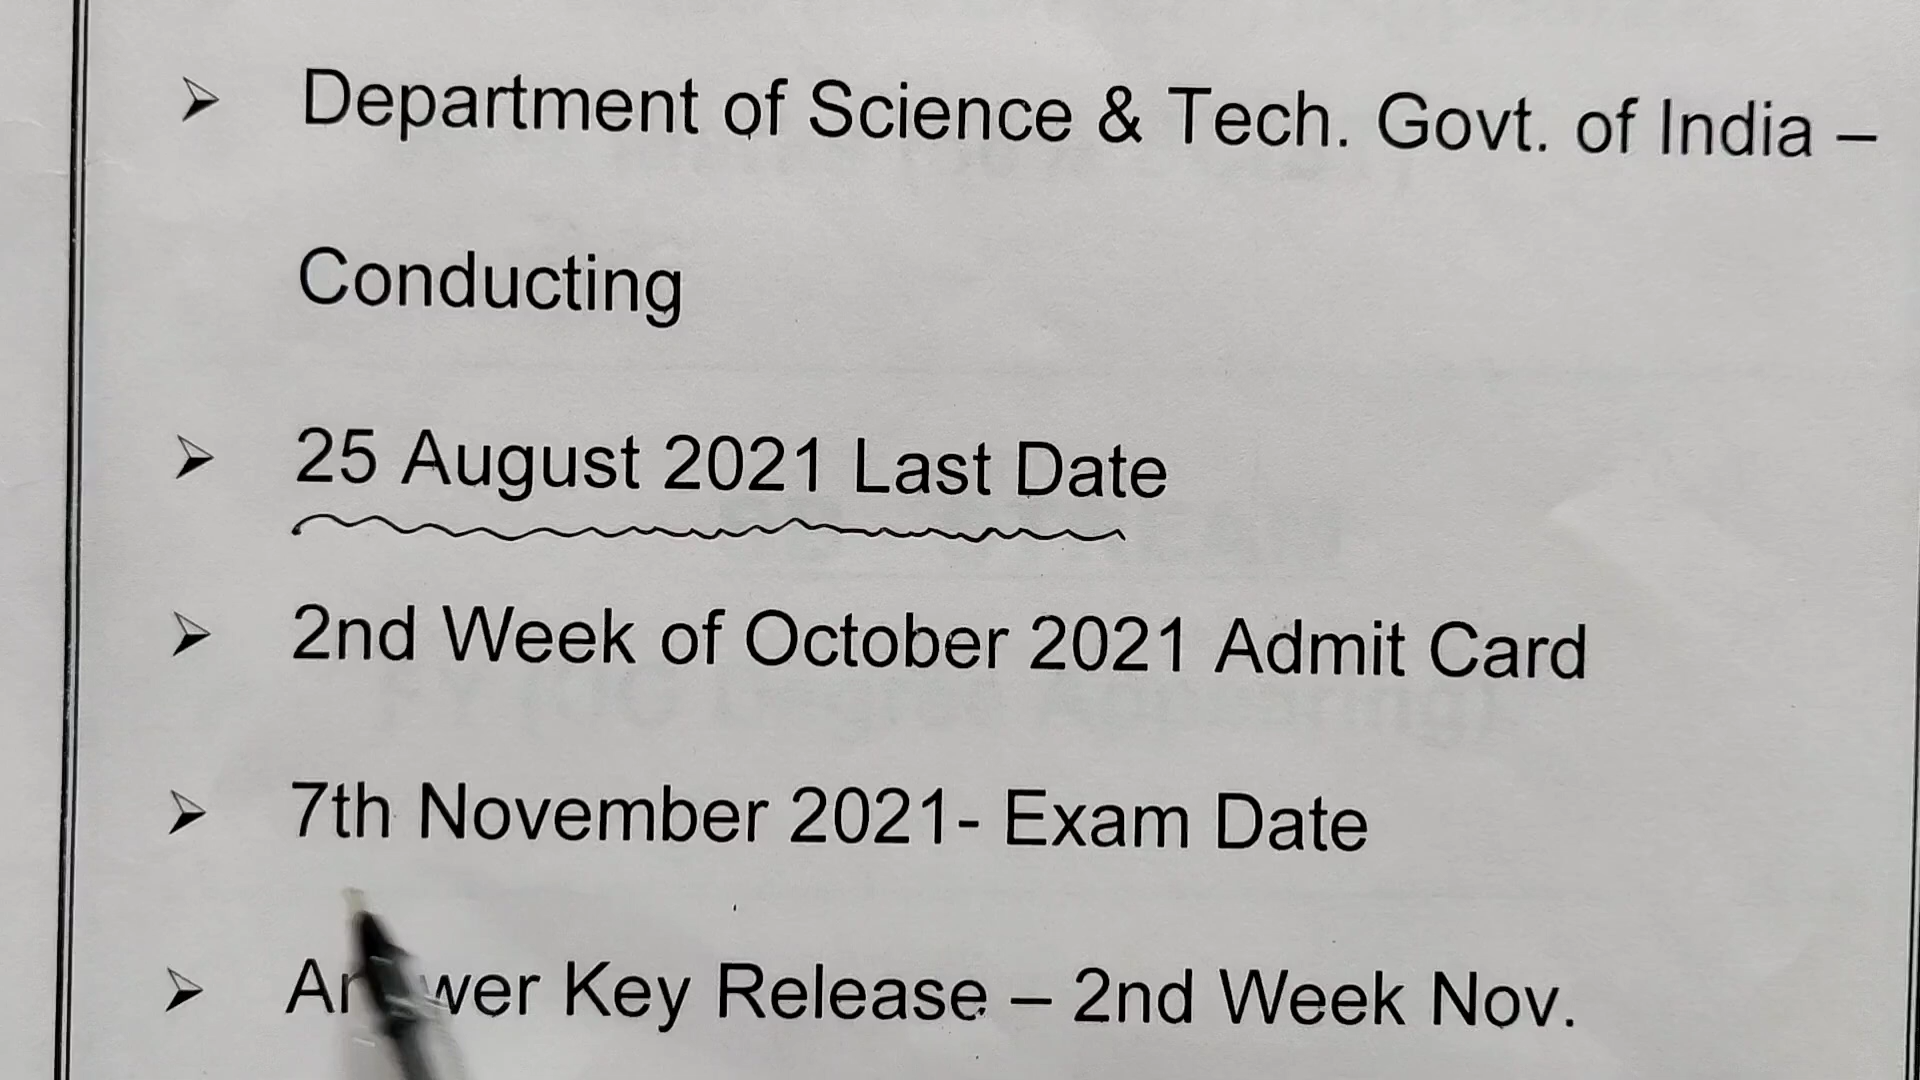 Department of Science & Tech. Govt. of India –
Conducting
25 August 2021 Last Date
2nd Week of October 2021 Admit Card
7th November 2021- Exam Date
Answer Key Release – 2nd Week Nov.